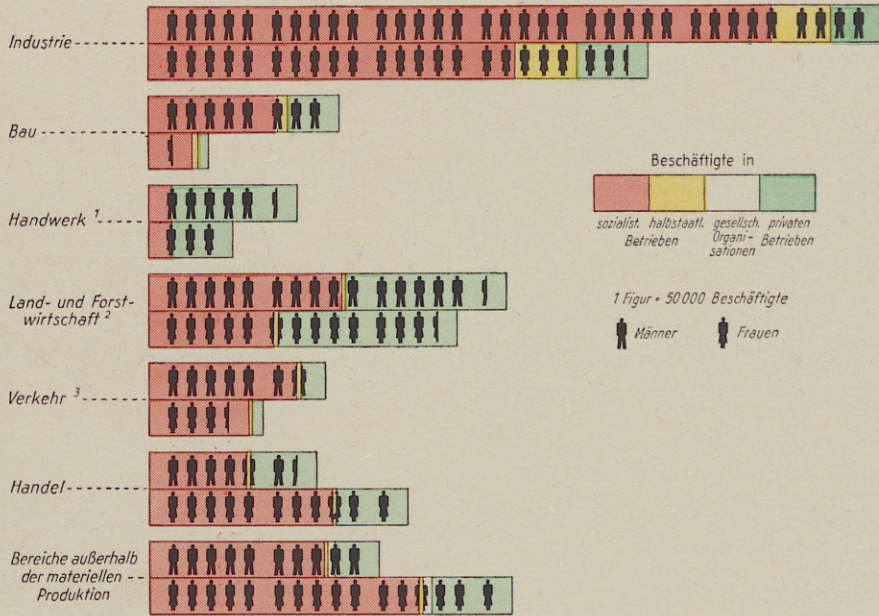 Industrie
Bau
Handwerk 1
Land- und Forst-
wirtschaft 2
Verkehr 3
Handel
Bereiche außerhalb
der materiellen
Produktion
Beschäftigte in
sozialist. halbstaatl. gesellsch. privaten
Betrieben Organi- Betrieben
sationen
1 Figur = 50 000 Beschäftigte
Männer Frauen